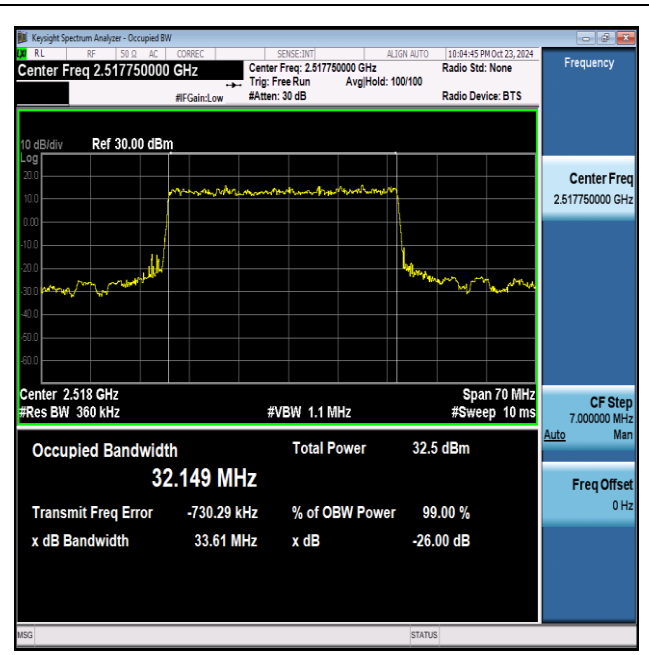 Keysight Spectrum Analyzer - Occupied BW
RL RF 50 Ω AC CORREC SENSE:INT ALIGN AUTO 10:04:45 PM Oct 23, 2024
Center Freq 2.517750000 GHz
Center Freq: 2.517750000 GHz Radio Std: None
Trig: Free Run Avg|Hold: 100/100
#IFGain:Low #Atten: 30 dB Radio Device: BTS
Frequency
10 dB/div Ref 30.00 dBm
Log
20.0
10.0
0.00
-10.0
-20.0
-30.0
-40.0
-50.0
-60.0
Center Freq
2.517750000 GHz
Center 2.518 GHz Span 70 MHz
#Res BW 360 kHz #VBW 1.1 MHz #Sweep 10 ms
CF Step
7.000000 MHz
Auto Man
Occupied Bandwidth Total Power 32.5 dBm
32.149 MHz
Transmit Freq Error -730.29 kHz % of OBW Power 99.00 %
x dB Bandwidth 33.61 MHz x dB -26.00 dB
Freq Offset
0 Hz
MSG STATUS